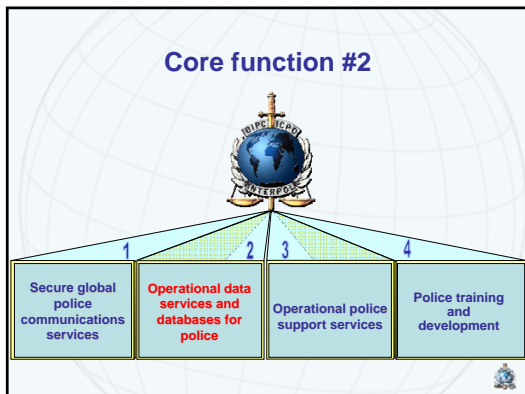 Core function #2
OIPC ICPO
INTERPOL
1
2
3
4
Secure global
police
communications
services
Operational data
services and
databases for
police
Operational police
support services
Police training
and
development